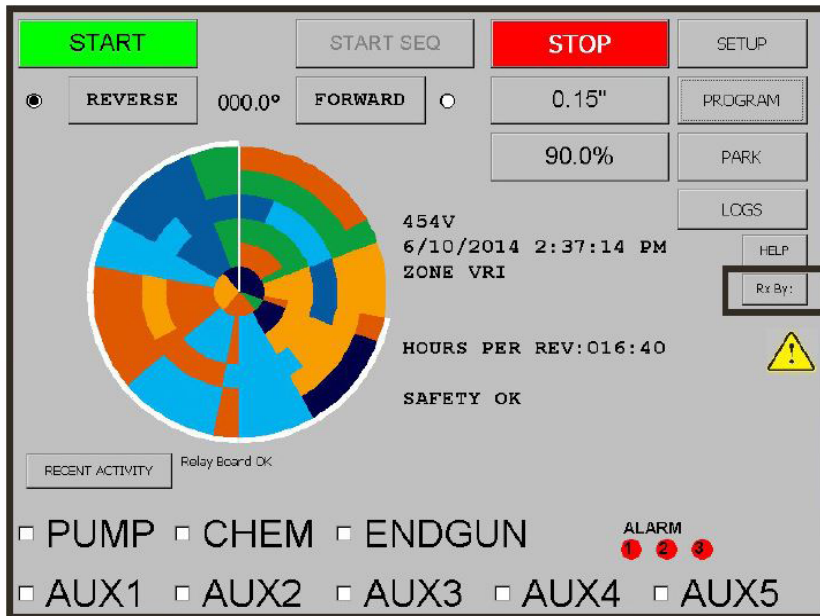 START START SEQ STOP SETUP
REVERSE 000.0° FORWARD 0.15" PROGRAM
90.0% PARK
LOGS
454V
6/10/2014 2:37:14 PM HELP
ZONE VRI
Rx By:
!
HOURS PER REV:016:40
SAFETY OK
RECENT ACTIVITY Relay Board OK
PUMP CHEM ENDGUN ALARM
1 2 3
AUX1 AUX2 AUX3 AUX4 AUX5